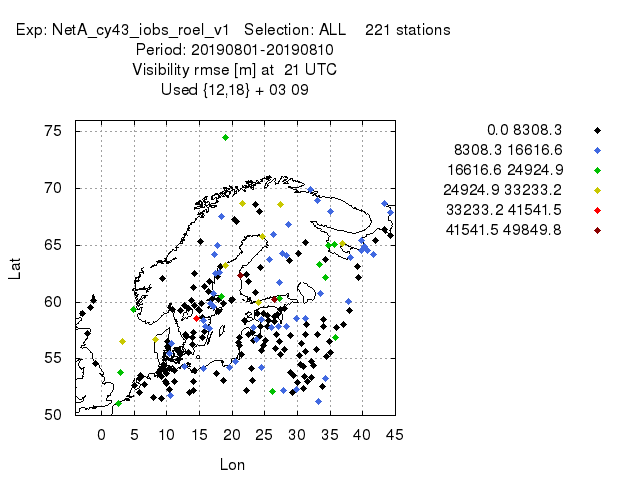 Exp: NetA_cy43_iobs_roel_v1 Selection: ALL 221 stations
Period: 20190801-20190810
Visibility rmse [m] at 21 UTC
Used {12,18} + 03 09
75
70
65
60
55
50
Lat
0 5 10 15 20 25 30 35 40 45
Lon
0.0 8308.3
8308.3 16616.6
16616.6 24924.9
24924.9 33233.2
33233.2 41541.5
41541.5 49849.8